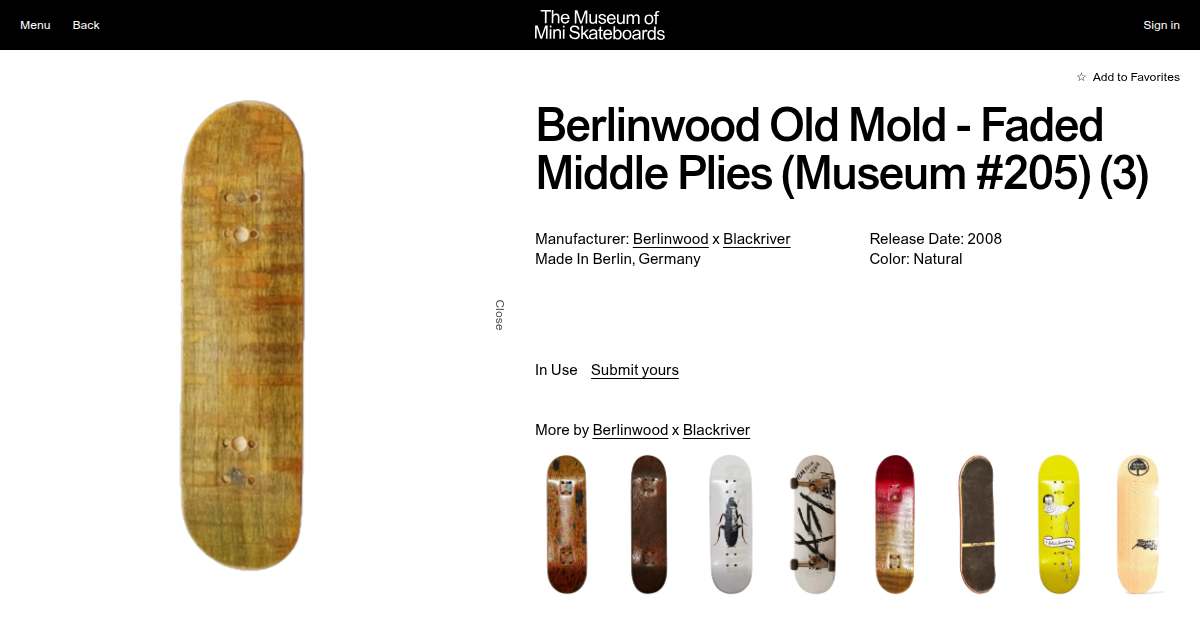 Menu
Back
The Museum of
Mini Skateboards
Sign in
☆ Add to Favorites
Berlinwood Old Mold - Faded
Middle Plies (Museum #205) (3)
Manufacturer: Berlinwood x Blackriver
Made In Berlin, Germany
Release Date: 2008
Color: Natural
Close
In Use Submit yours
More by Berlinwood x Blackriver